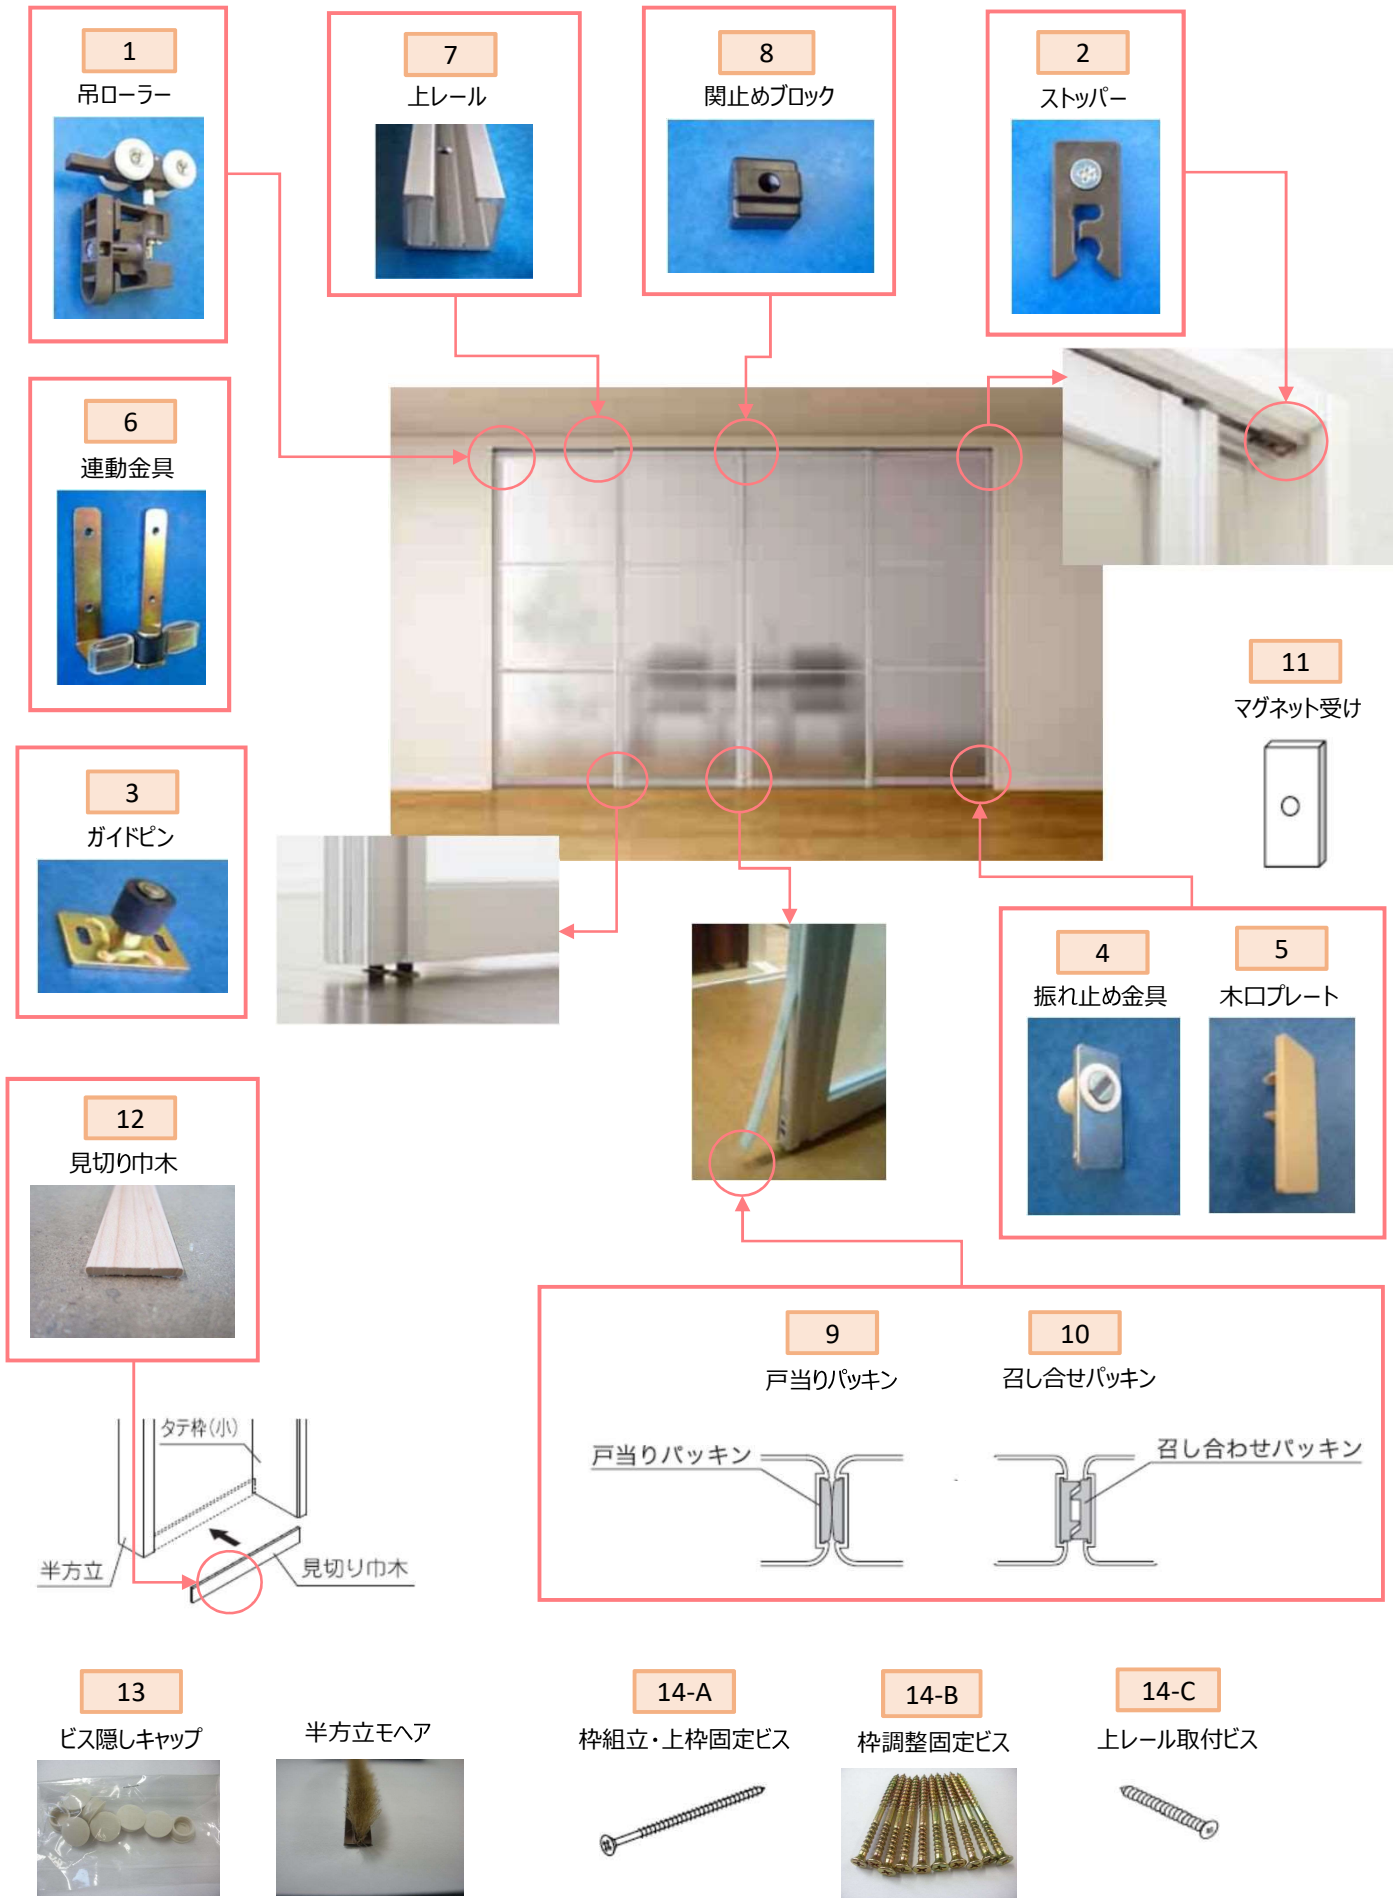 1
吊ローラー
7
上レール
8
関止めブロック
2
ストッパー
6
連動金具
11
マグネット受け
3
ガイドピン
4
振れ止め金具
5
木口プレート
12
見切り巾木
9
戸当りパッキン
10
召し合せパッキン
戸当りパッキン
召し合わせパッキン
タテ枠(小)
半方立
見切り巾木
13
ビス隠しキャップ
半方立モヘア
14-A
枠組立・上枠固定ビス
14-B
枠調整固定ビス
14-C
上レール取付ビス